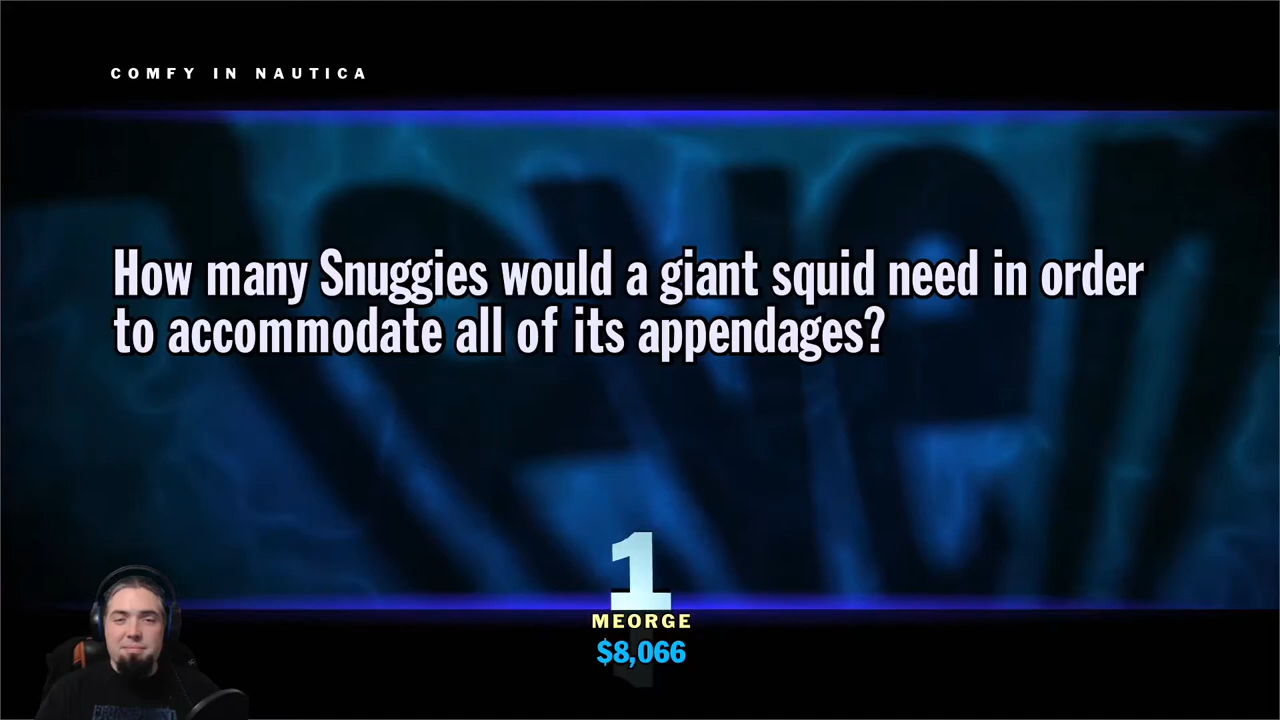 COMFY IN NAUTICA
How many Snuggies would a giant squid need in order
to accommodate all of its appendages?
1
MEORGE
$8,066